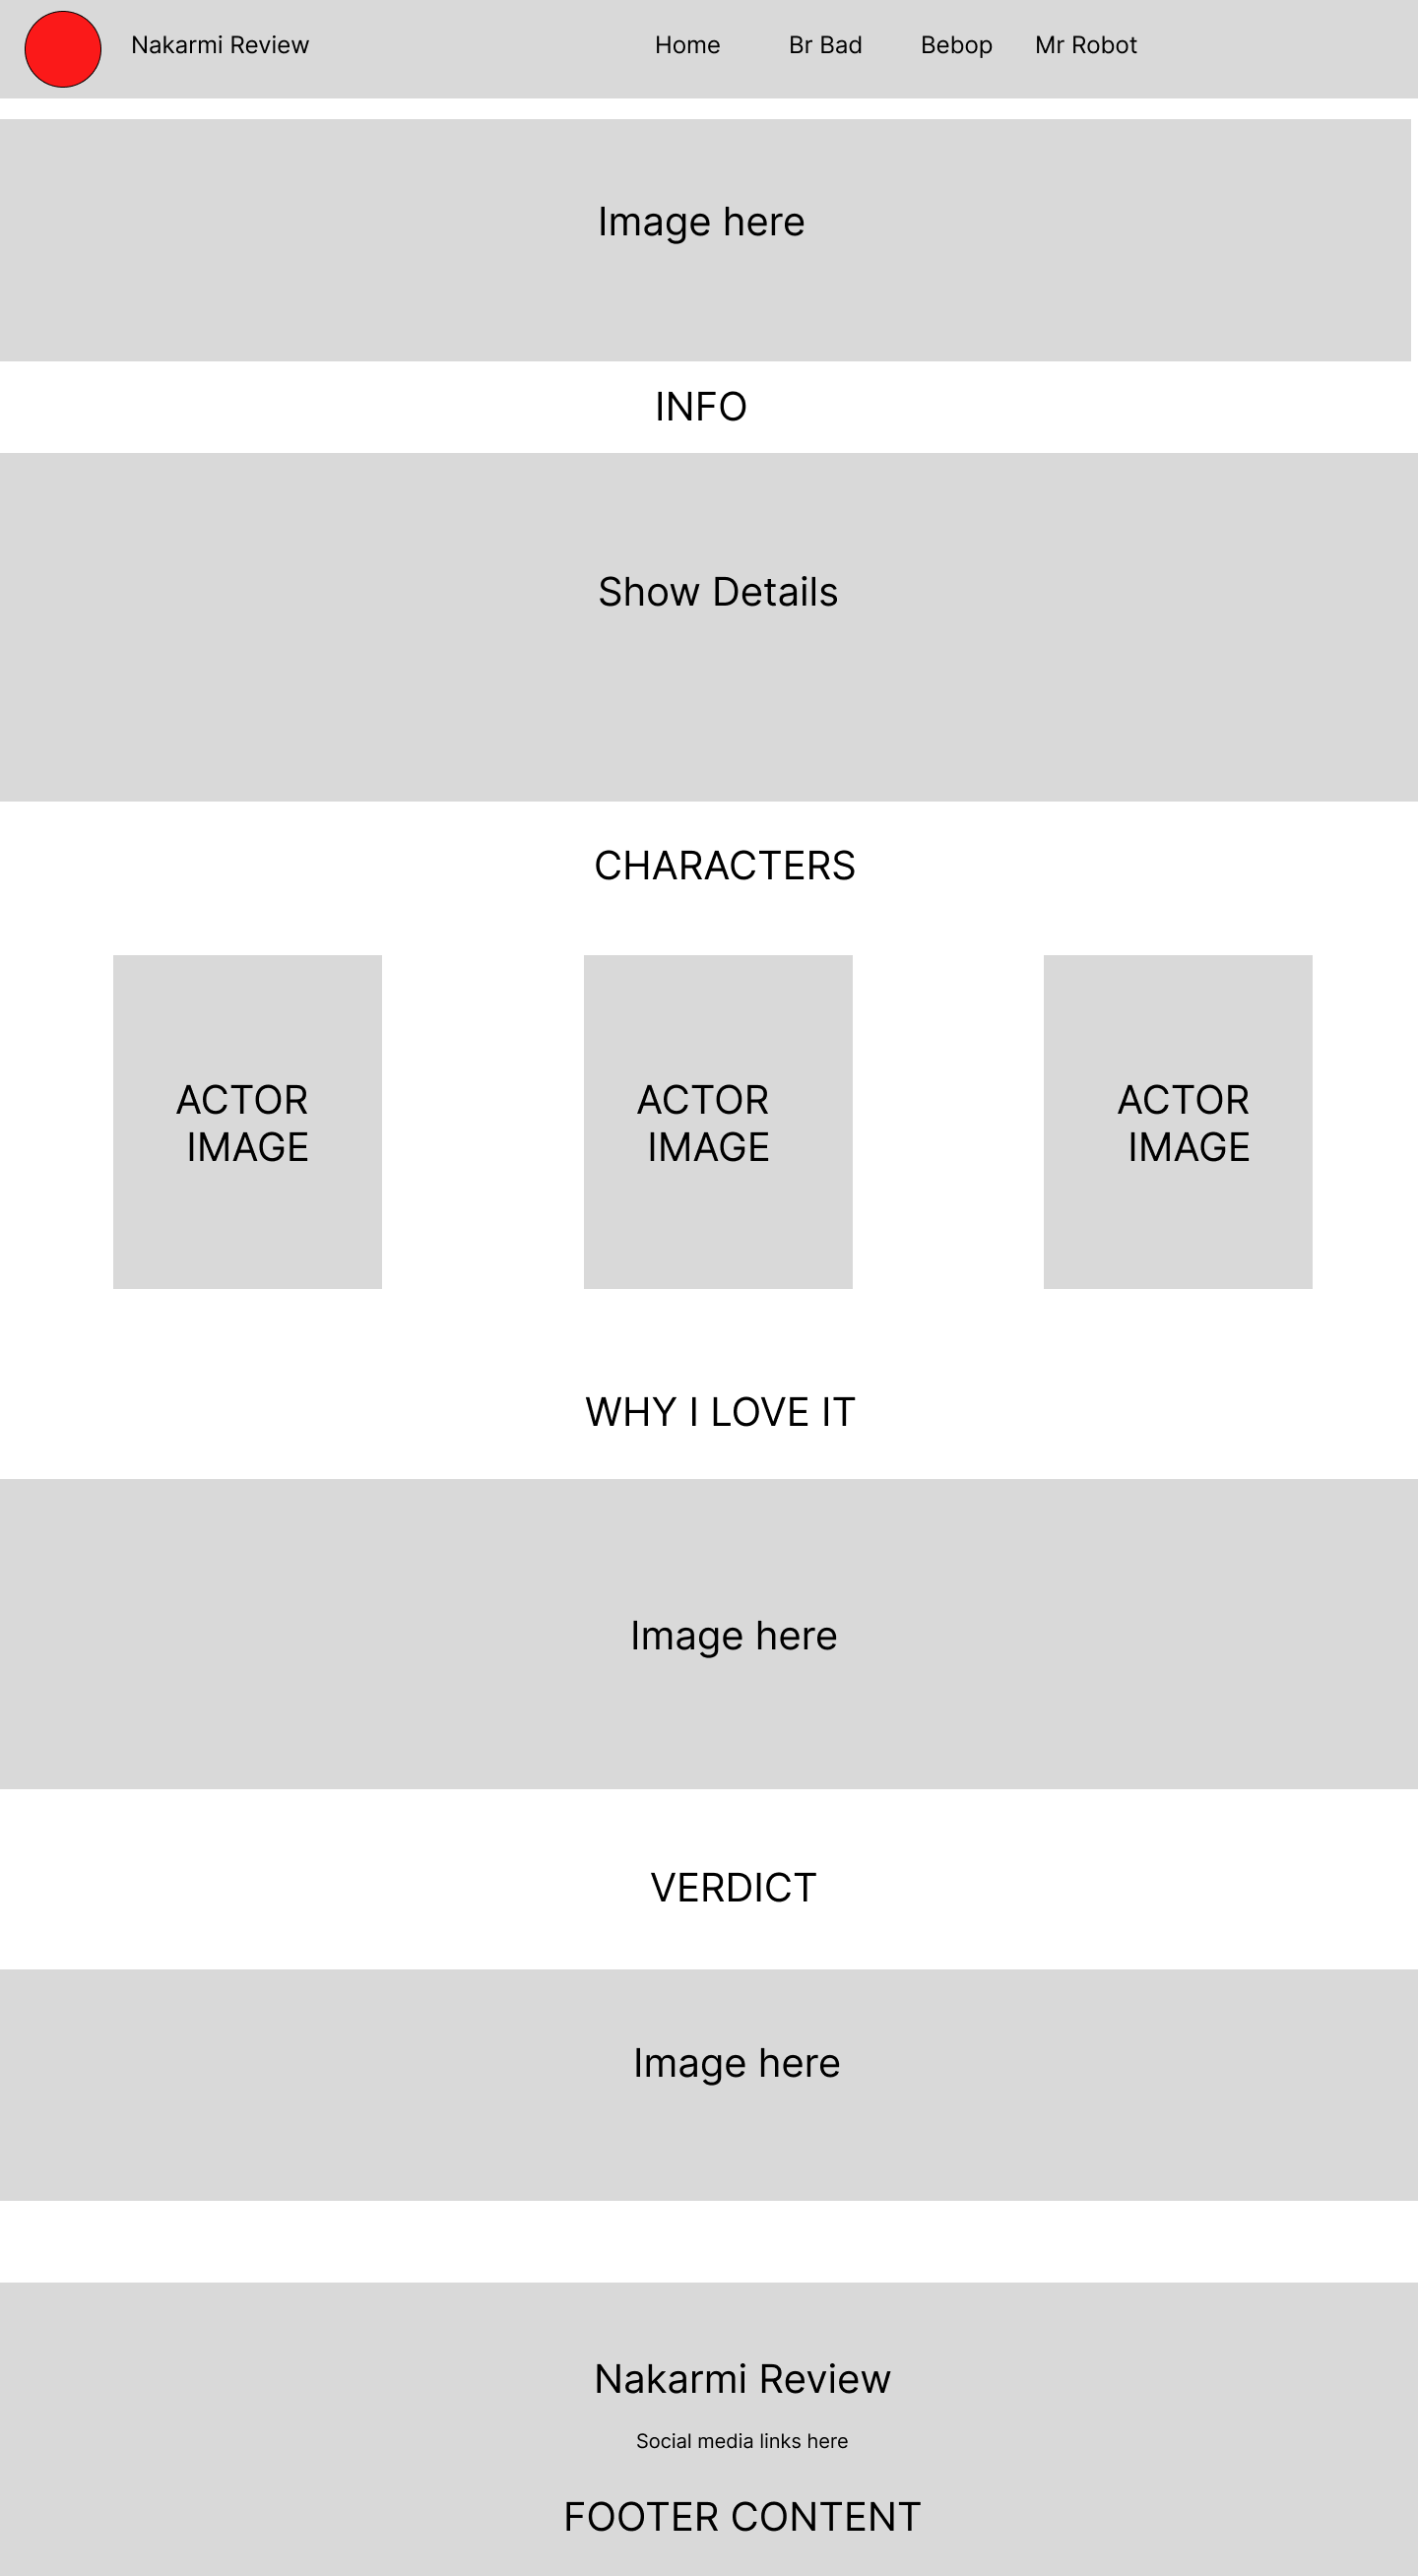 Nakarmi Review Home Br Bad Bebop Mr Robot
Image here
INFO
Show Details
CHARACTERS
ACTOR ACTOR ACTOR
IMAGE IMAGE IMAGE
WHY I LOVE IT
Image here
VERDICT
Image here
Nakarmi Review
Social media links here
FOOTER CONTENT